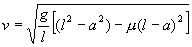 v = √(g/l [(l² − a²) − μ(l − a)²])